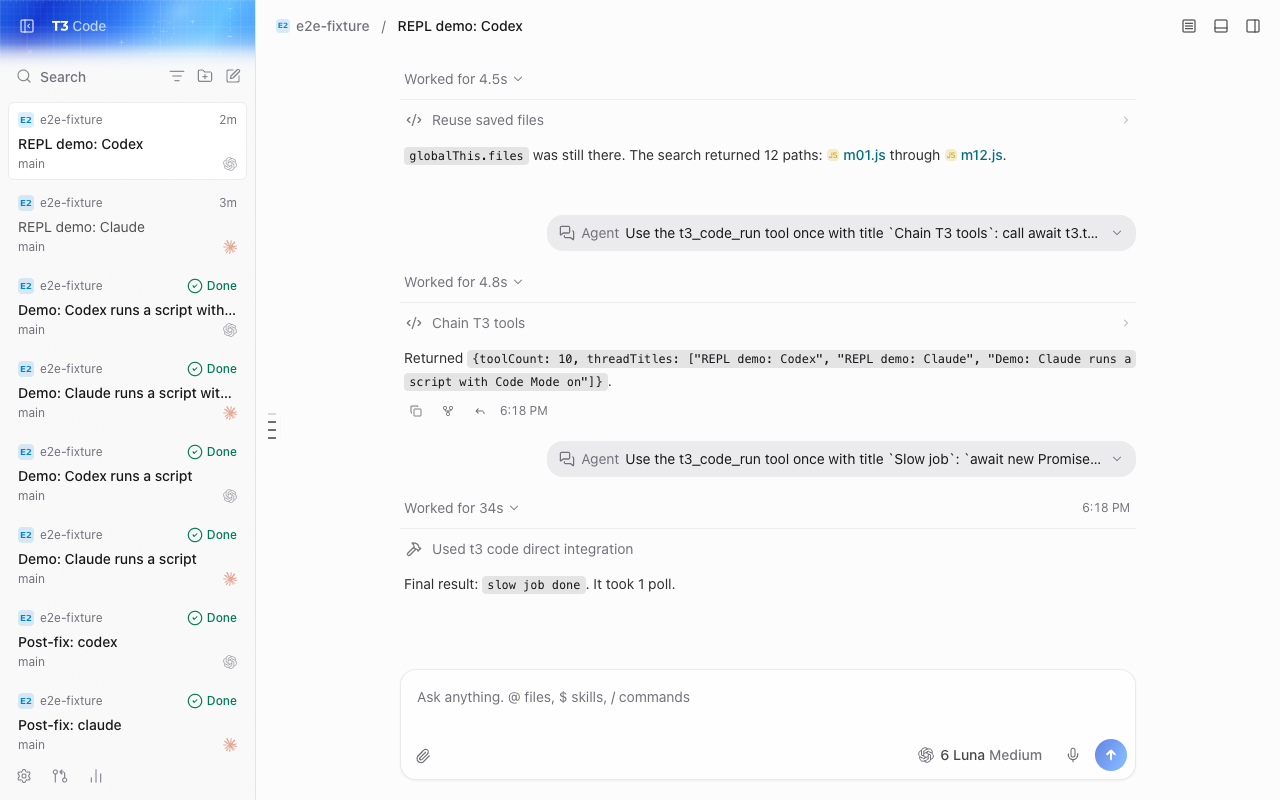 T3 Code
Search
E2 e2e-fixture 2m
REPL demo: Codex
main
E2 e2e-fixture 3m
REPL demo: Claude
main
E2 e2e-fixture Done
Demo: Codex runs a script with...
main
E2 e2e-fixture Done
Demo: Claude runs a script wit...
main
E2 e2e-fixture Done
Demo: Codex runs a script
main
E2 e2e-fixture Done
Demo: Claude runs a script
main
E2 e2e-fixture Done
Post-fix: codex
main
E2 e2e-fixture Done
Post-fix: claude
main
E2 e2e-fixture / REPL demo: Codex
Worked for 4.5s
</> Reuse saved files
globalThis.files was still there. The search returned 12 paths: JS m01.js through JS m12.js.
Agent Use the t3_code_run tool once with title `Chain T3 tools`: call await t3.t...
Worked for 4.8s
</> Chain T3 tools
Returned {toolCount: 10, threadTitles: ["REPL demo: Codex", "REPL demo: Claude", "Demo: Claude runs a
script with Code Mode on"]}.
6:18 PM
Agent Use the t3_code_run tool once with title `Slow job`: `await new Promise...
Worked for 34s 6:18 PM
Used t3 code direct integration
Final result: slow job done. It took 1 poll.
Ask anything. @ files, $ skills, / commands
6 Luna Medium